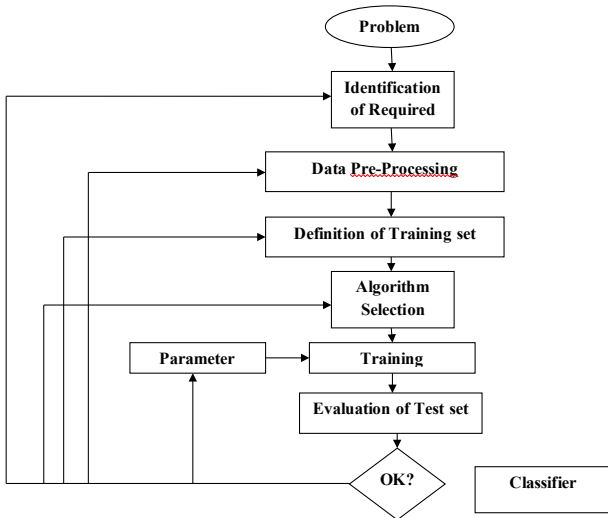 Problem
Identification
of Required
Data Pre-Processing
Definition of Training set
Algorithm
Selection
Parameter
Training
Evaluation of Test set
OK?
Classifier